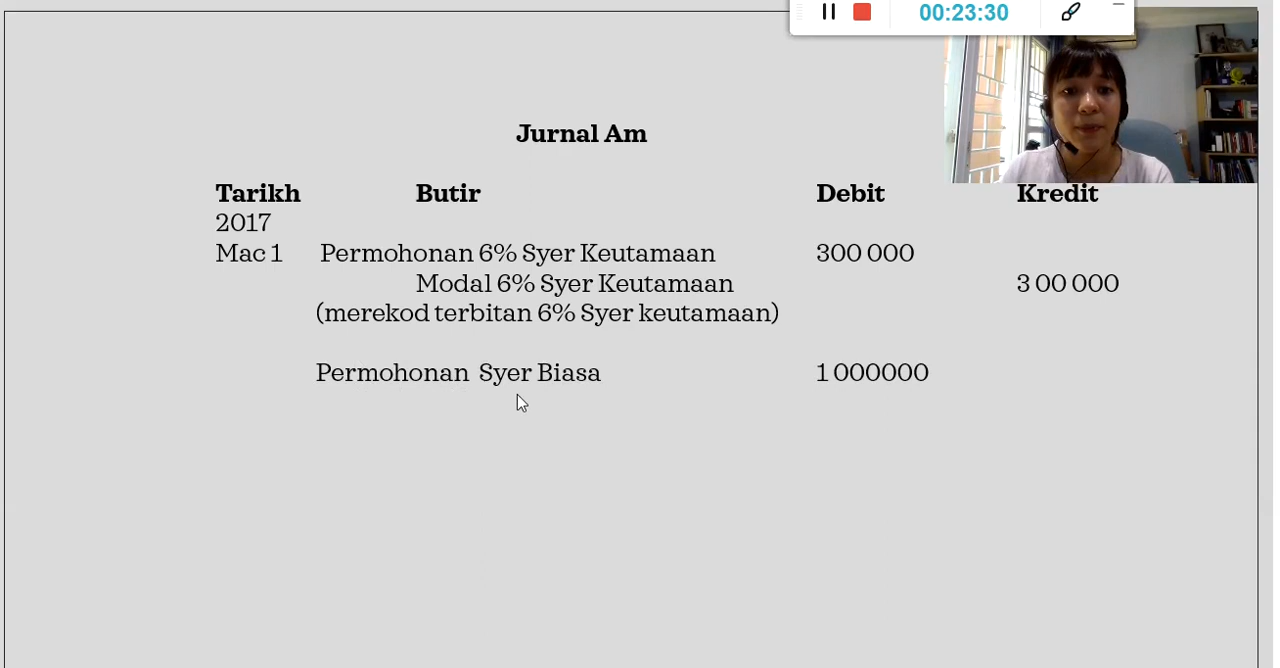 00:23:30
Jurnal Am
Tarikh Butir Debit Kredit
2017
Mac 1 Permohonan 6% Syer Keutamaan 300 000
Modal 6% Syer Keutamaan 3 00 000
(merekod terbitan 6% Syer keutamaan)
Permohonan Syer Biasa 1 000000